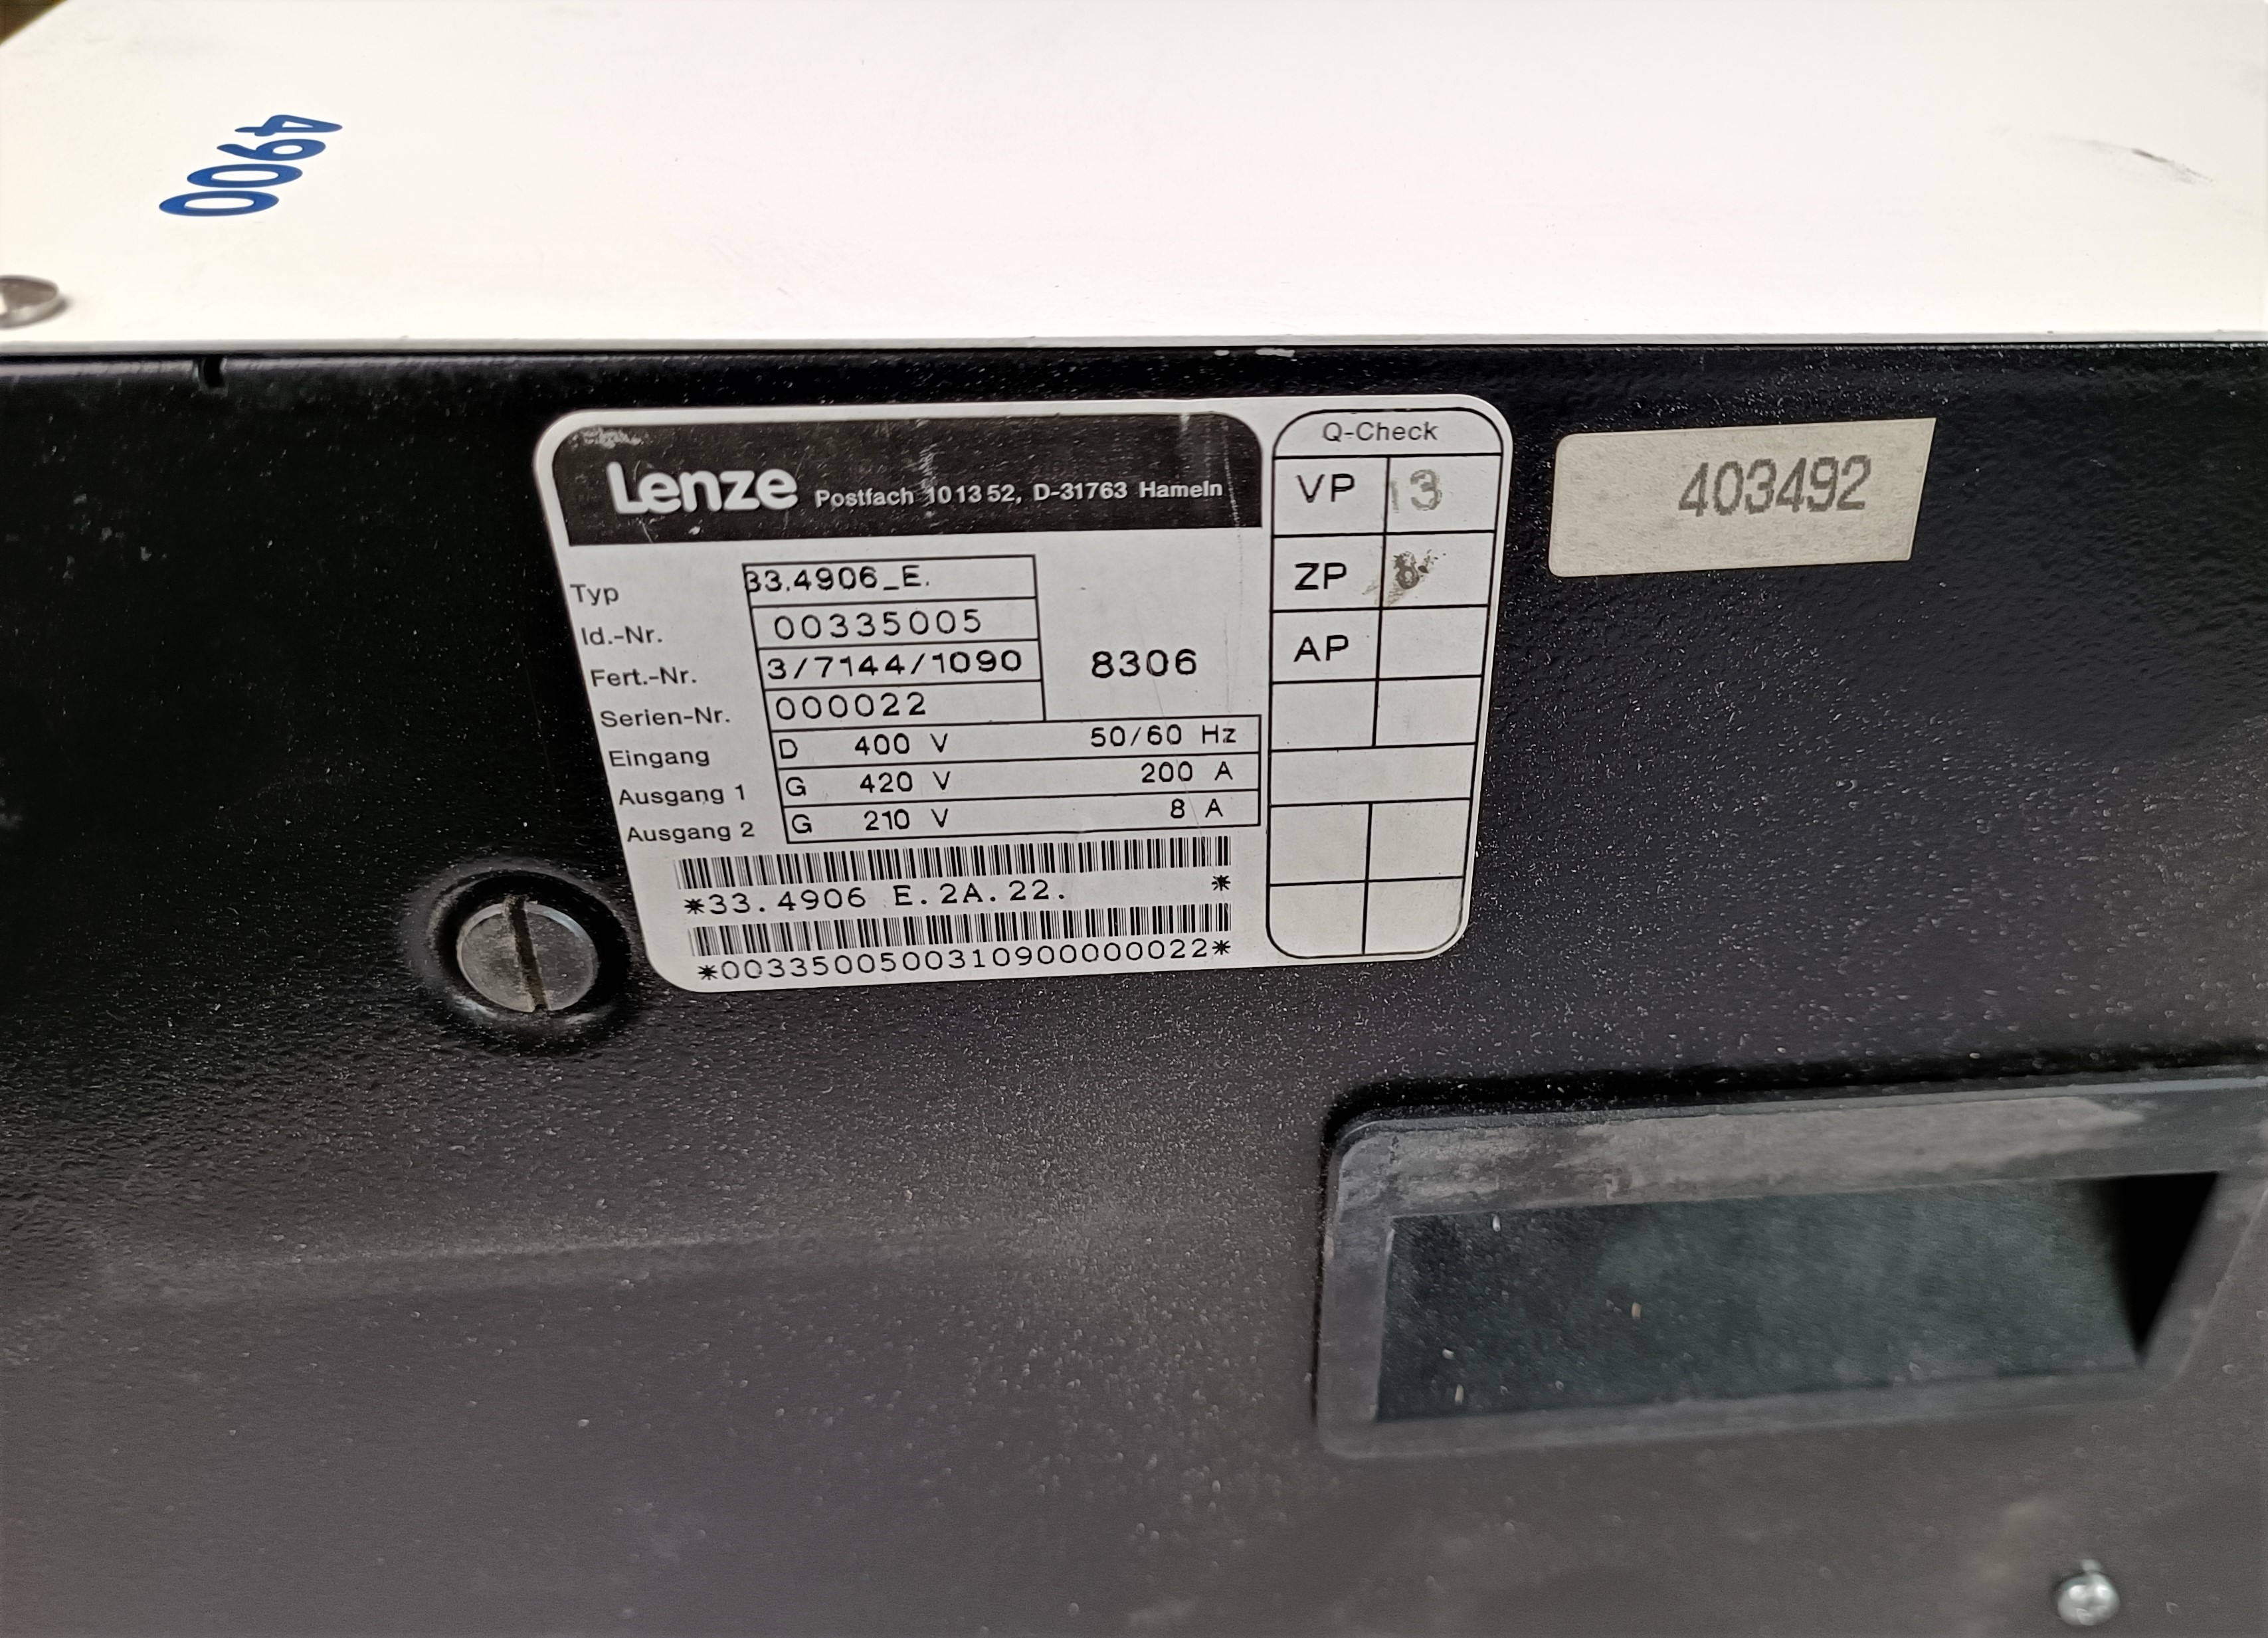 4900
Lenze Postfach 101352, D-31763 Hameln
Typ 33.4906_E.
Id.-Nr. 00335005
Fert.-Nr. 3/7144/1090 8306
Serien-Nr. 000022
Eingang D 400 V 50/60 Hz
Ausgang 1 G 420 V 200 A
Ausgang 2 G 210 V 8 A
*33.4906 E.2A.22. *
*00335005003109000000022*
Q-Check
VP 13
ZP
AP
403492